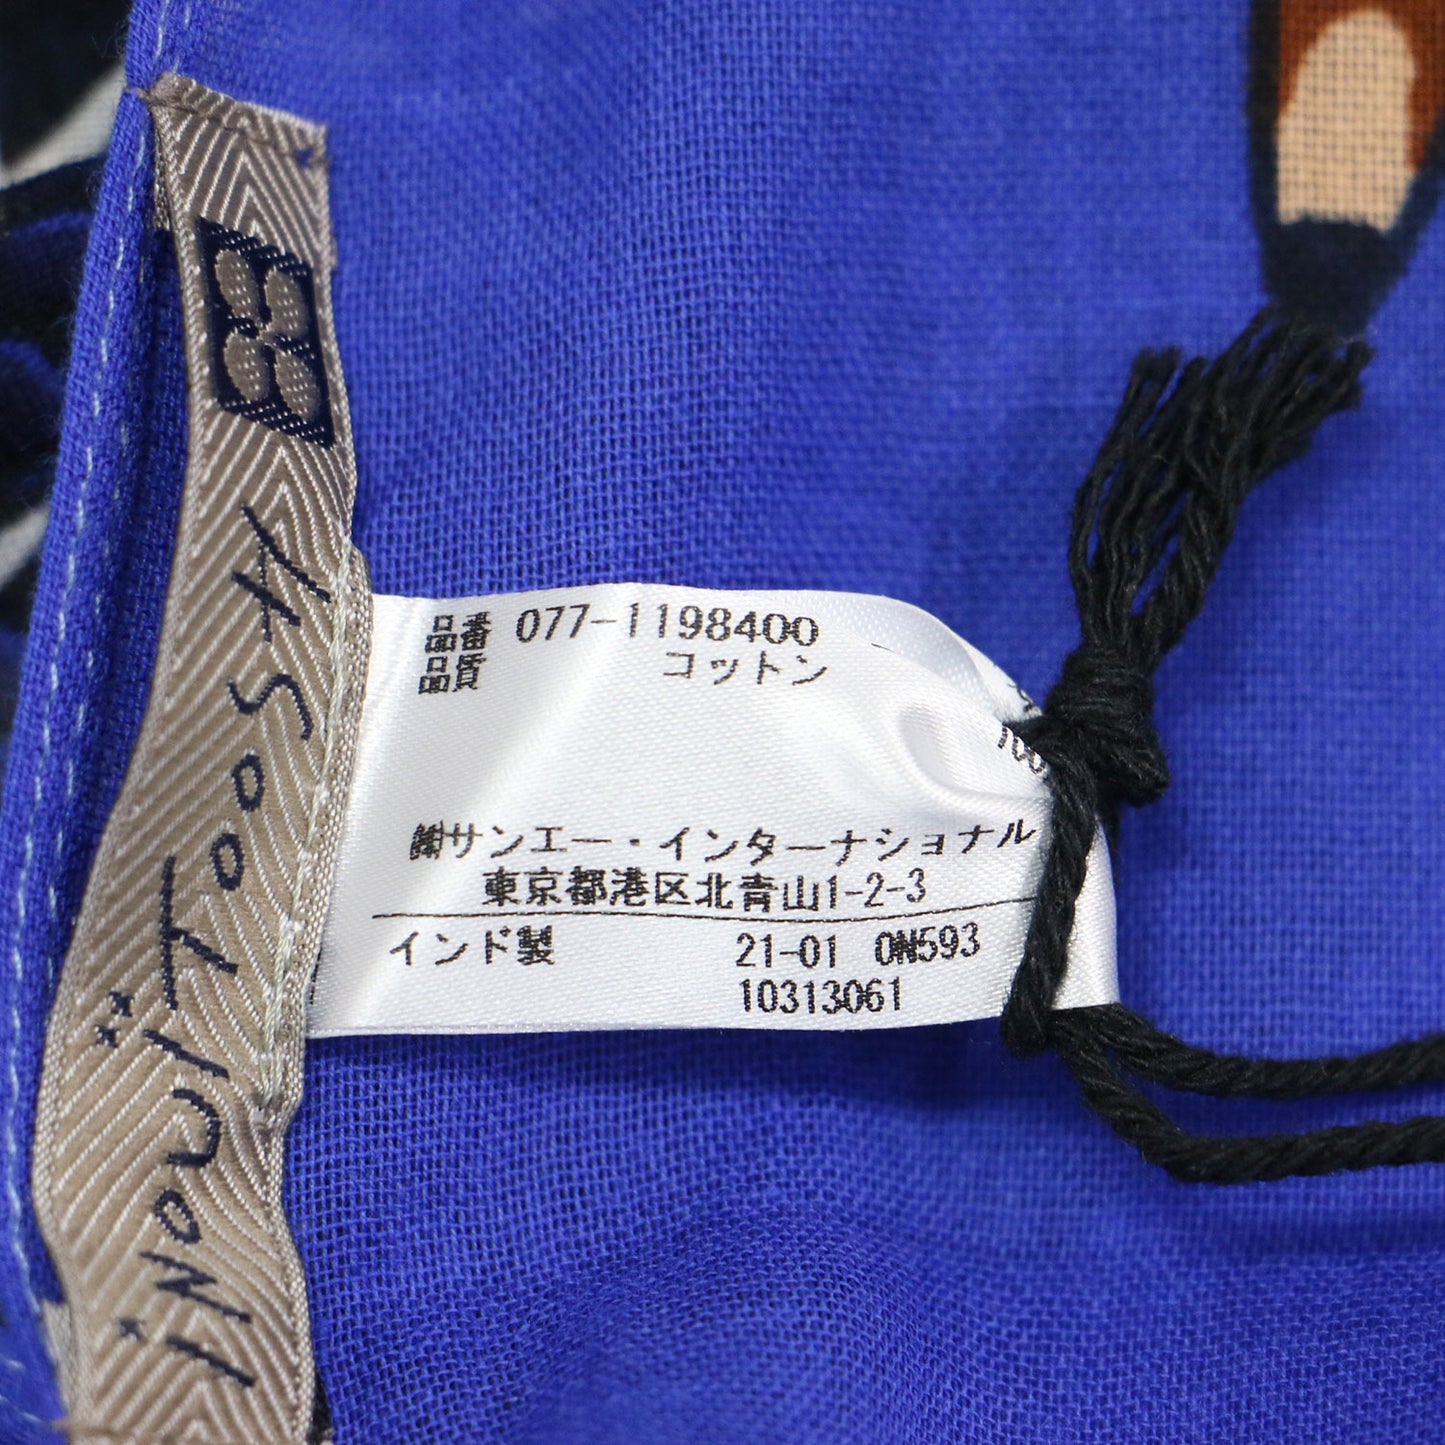 inouiToosh
品番 077-1198400
品質 コットン
100
㈱サンエー・インターナショナル
東京都港区北青山1-2-3
インド製 21-01 0N593
10313061